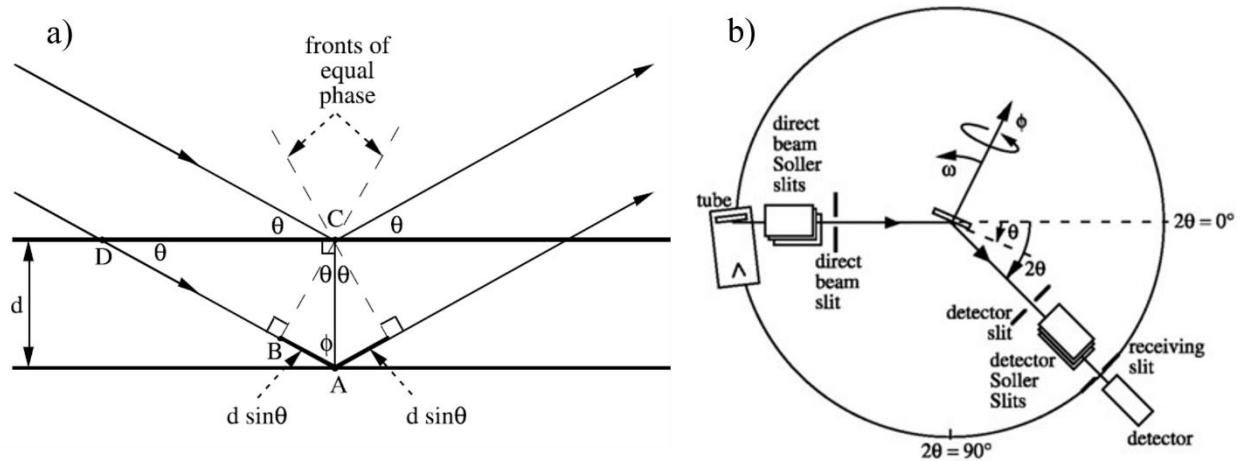 a)
fronts of
equal
phase
C
θ
θ
D
θ
θ
θ
d
B
ϕ
A
d sinθ
d sinθ
b)
direct
beam
Soller
slits
tube
direct
beam
slit
ϕ
ω
θ
2θ
2θ = 0°
detector
slit
detector
Soller
Slits
receiving
slit
detector
2θ = 90°